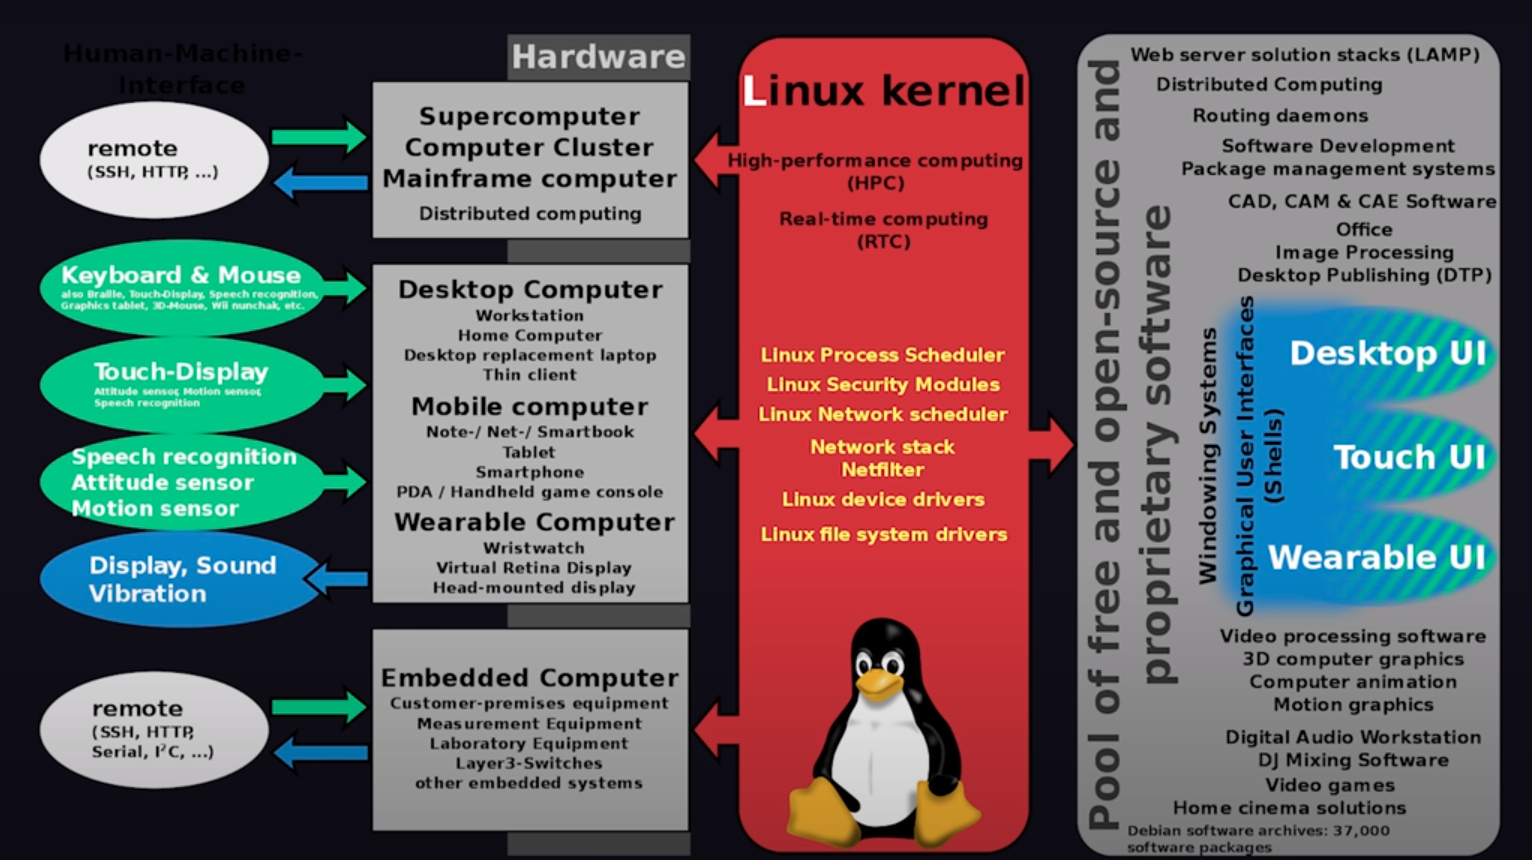 Human-Machine-
Interface
remote
(SSH, HTTP, ...)
Keyboard & Mouse
also Braille, Touch-Display, Speech recognition,
Graphics tablet, 3D-Mouse, Wii nunchak, etc.
Touch-Display
Attitude sensor, Motion sensor,
Speech recognition
Speech recognition
Attitude sensor
Motion sensor
Display, Sound
Vibration
remote
(SSH, HTTP,
Serial, I²C, ...)
Hardware
Supercomputer
Computer Cluster
Mainframe computer
Distributed computing
Desktop Computer
Workstation
Home Computer
Desktop replacement laptop
Thin client
Mobile computer
Note-/ Net-/ Smartbook
Tablet
Smartphone
PDA / Handheld game console
Wearable Computer
Wristwatch
Virtual Retina Display
Head-mounted display
Embedded Computer
Customer-premises equipment
Measurement Equipment
Laboratory Equipment
Layer3-Switches
other embedded systems
Linux kernel
High-performance computing
(HPC)
Real-time computing
(RTC)
Linux Process Scheduler
Linux Security Modules
Linux Network scheduler
Network stack
Netfilter
Linux device drivers
Linux file system drivers
Pool of free and open-source and
proprietary software
Web server solution stacks (LAMP)
Distributed Computing
Routing daemons
Software Development
Package management systems
CAD, CAM & CAE Software
Office
Image Processing
Desktop Publishing (DTP)
Windowing Systems
Graphical User Interfaces
(Shells)
Desktop UI
Touch UI
Wearable UI
Video processing software
3D computer graphics
Computer animation
Motion graphics
Digital Audio Workstation
DJ Mixing Software
Video games
Home cinema solutions
Debian software archives: 37,000
software packages